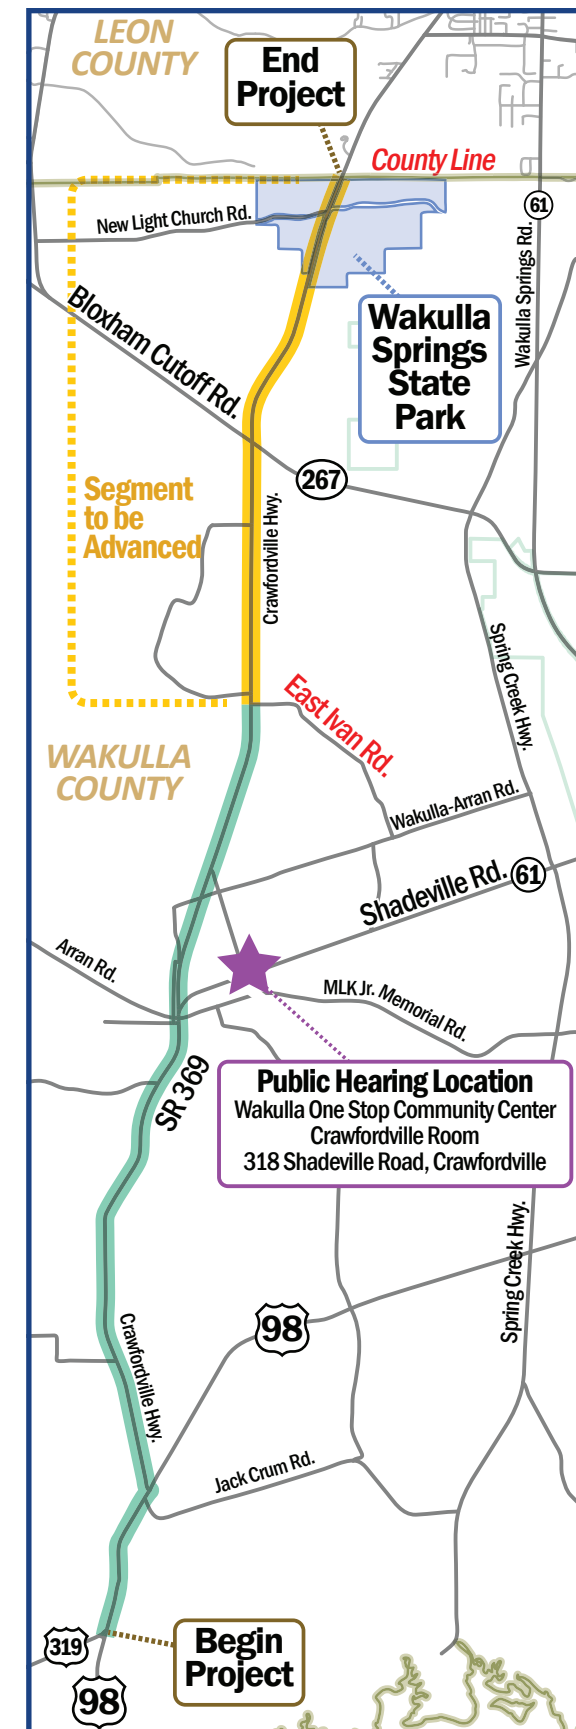 LEON
COUNTY
End
Project
County Line
61
New Light Church Rd.
Wakulla Springs Rd.
Bloxham Cutoff Rd.
Wakulla
Springs
State
Park
267
Segment
to be
Advanced
Crawfordville Hwy.
Spring Creek Hwy.
East Ivan Rd.
WAKULLA
COUNTY
Wakulla-Arran Rd.
Shadeville Rd.
61
Arran Rd.
MLK Jr. Memorial Rd.
SR 369
Public Hearing Location
Wakulla One Stop Community Center
Crawfordville Room
318 Shadeville Road, Crawfordville
Spring Creek Hwy.
98
Crawfordville Hwy.
Jack Crum Rd.
Begin
Project
319
98